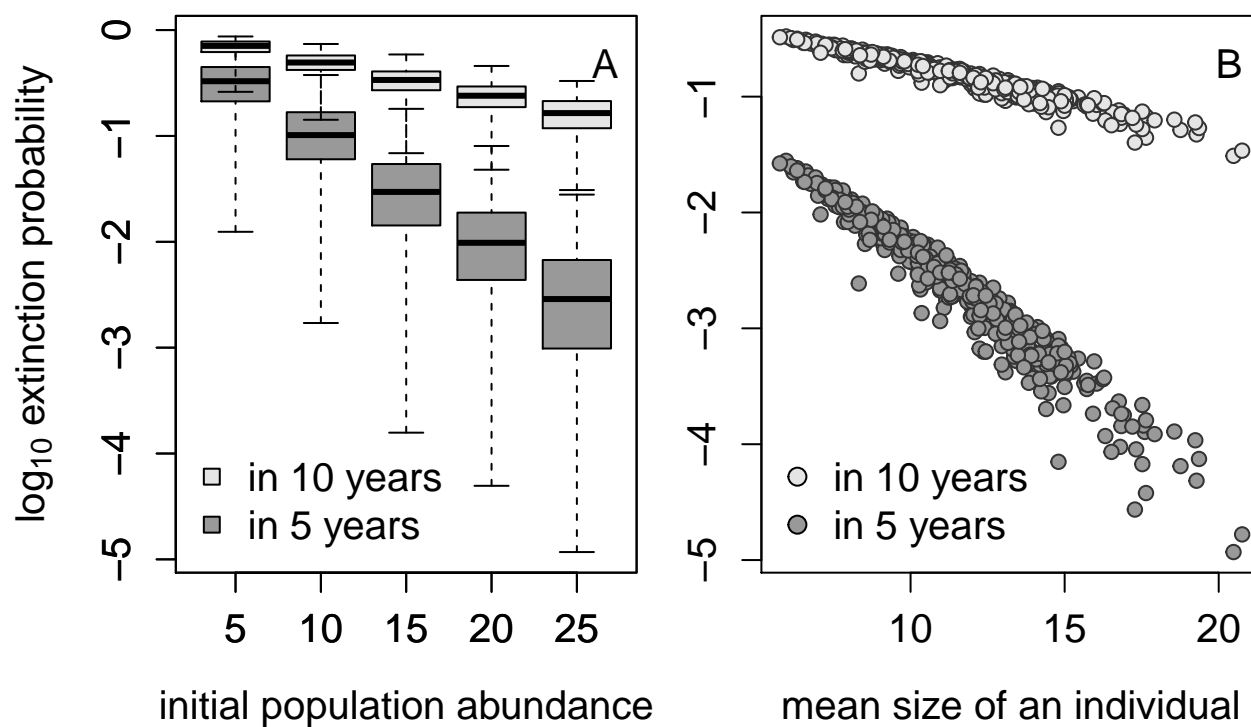 log₁₀ extinction probability
0
−1
−2
−3
−4
−5
A
in 10 years
in 5 years
5 10 15 20 25
initial population abundance
−1
−2
−3
−4
−5
B
in 10 years
in 5 years
10 15 20
mean size of an individual